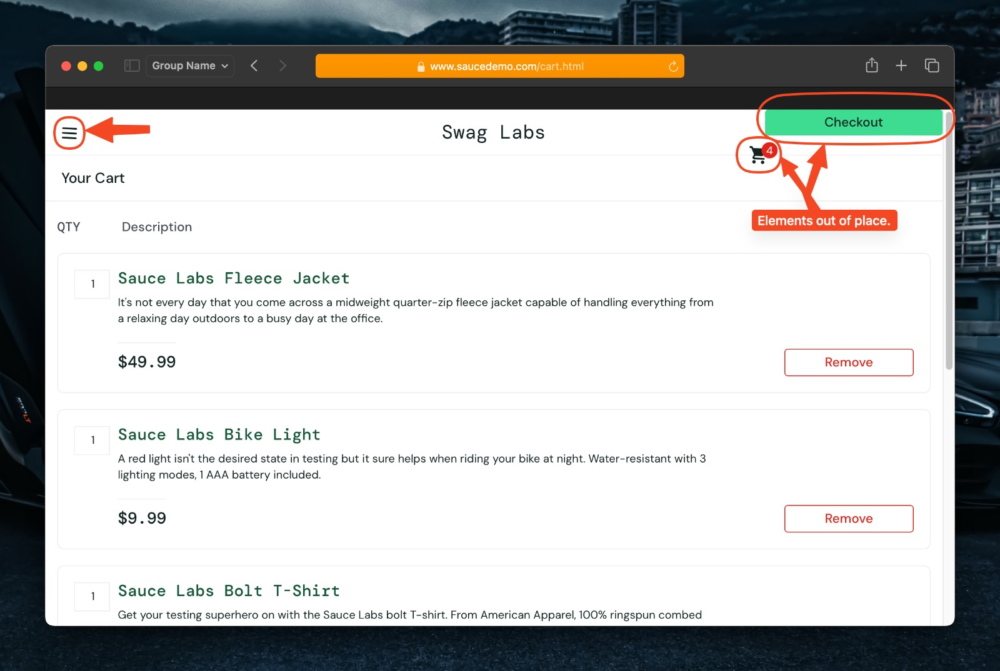 Group Name
www.saucedemo.com/cart.html
Swag Labs
Checkout
4
Your Cart
Elements out of place.
QTY Description
1
Sauce Labs Fleece Jacket
It's not every day that you come across a midweight quarter-zip fleece jacket capable of handling everything from
a relaxing day outdoors to a busy day at the office.
$49.99
Remove
1
Sauce Labs Bike Light
A red light isn't the desired state in testing but it sure helps when riding your bike at night. Water-resistant with 3
lighting modes, 1 AAA battery included.
$9.99
Remove
1
Sauce Labs Bolt T-Shirt
Get your testing superhero on with the Sauce Labs bolt T-shirt. From American Apparel, 100% ringspun combed